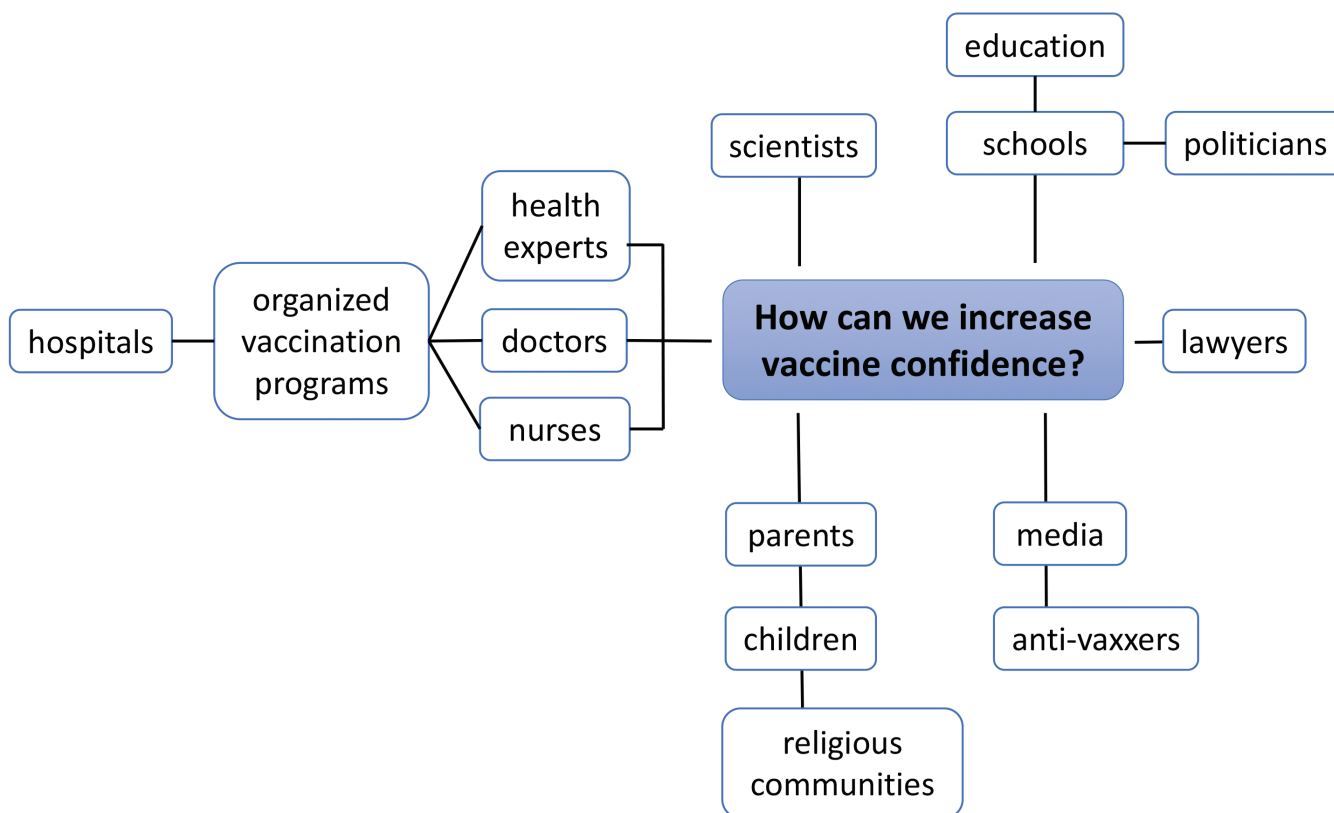 education
scientists
schools
politicians
health
experts
organized
vaccination
programs
hospitals
doctors
nurses
How can we increase
vaccine confidence?
lawyers
parents
media
children
anti-vaxxers
religious
communities